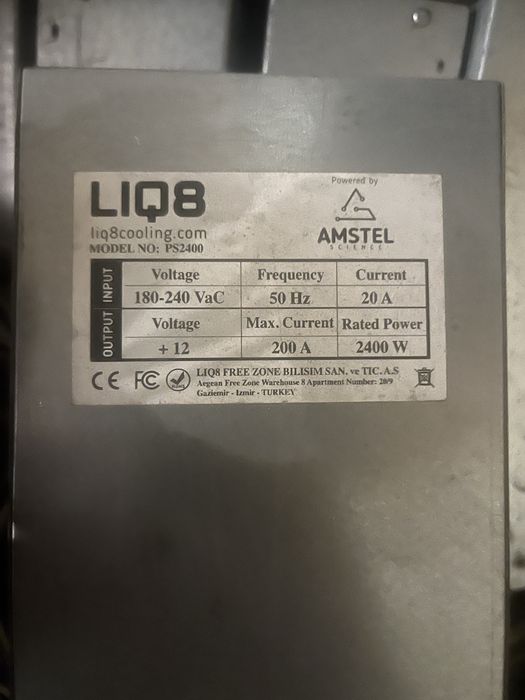 LIQ8
liq8cooling.com
MODEL NO: PS2400
Powered by
AMSTEL
SCIENCE
INPUT
Voltage Frequency Current
180-240 VaC 50 Hz 20 A
OUTPUT
Voltage Max. Current Rated Power
+ 12 200 A 2400 W
CE FC RoHS
LIQ8 FREE ZONE BILISIM SAN. ve TIC.A.S
Aegean Free Zone Warehouse 8 Apartment Number: 20/9
Gaziemir - Izmir - TURKEY